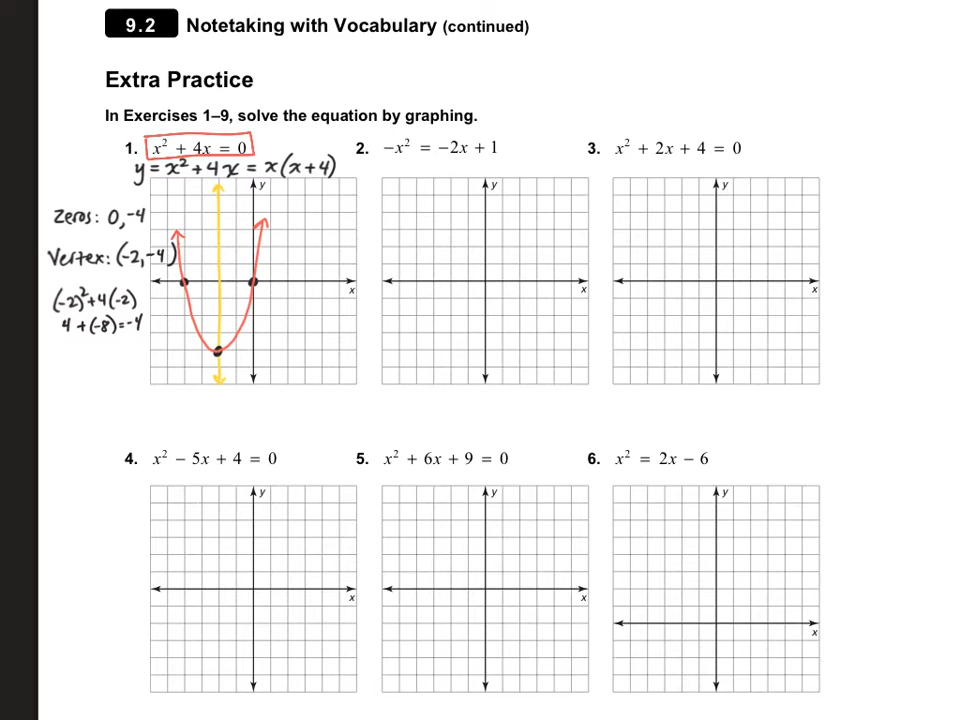 9.2 Notetaking with Vocabulary (continued)
Extra Practice
In Exercises 1–9, solve the equation by graphing.
1. x² + 4x = 0
y = x² + 4x = x(x+4)
Zeros: 0, -4
Vertex: (-2, -4)
(-2)² + 4(-2)
4 + (-8) = -4
y
x
2. −x² = −2x + 1
y
x
3. x² + 2x + 4 = 0
y
x
4. x² − 5x + 4 = 0
y
x
5. x² + 6x + 9 = 0
y
x
6. x² = 2x − 6
y
x